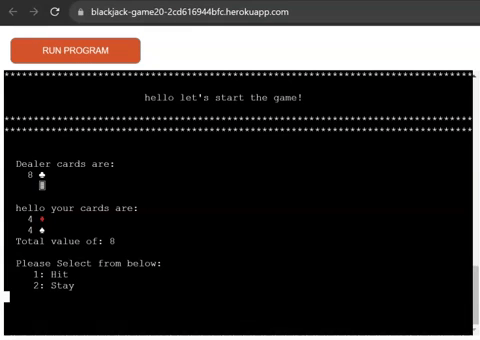 blackjack-game20-2cd616944bfc.herokuapp.com
RUN PROGRAM
********************************************************************************
hello let's start the game!
********************************************************************************
********************************************************************************
Dealer cards are:
8 ♣
hello your cards are:
4 ♦
4 ♠
Total value of: 8
Please Select from below:
1: Hit
2: Stay